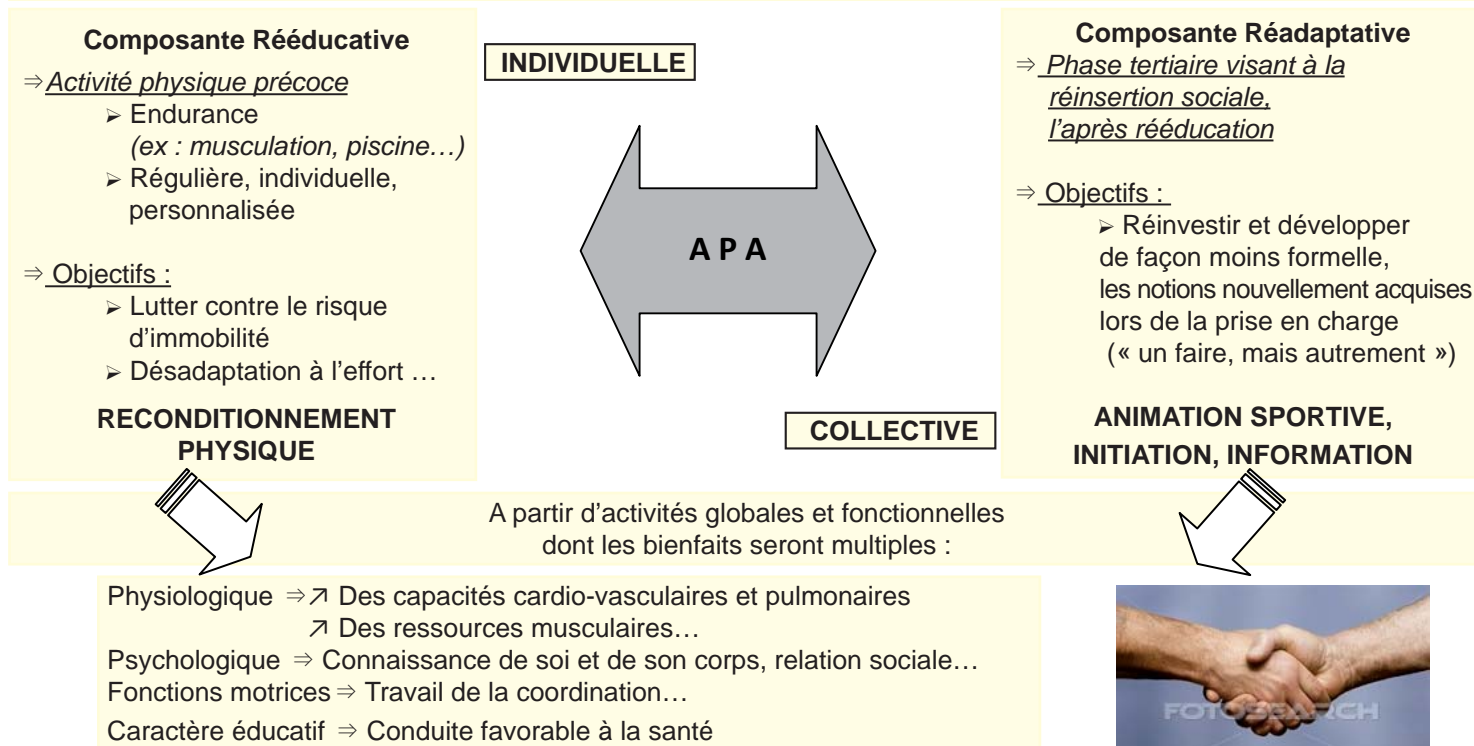 Composante Rééducative
⇒Activité physique précoce
➢ Endurance
(ex : musculation, piscine…)
➢ Régulière, individuelle,
personnalisée
⇒ Objectifs :
➢ Lutter contre le risque
d’immobilité
➢ Désadaptation à l’effort …
RECONDITIONNEMENT
PHYSIQUE
INDIVIDUELLE
A P A
COLLECTIVE
Composante Réadaptative
⇒ Phase tertiaire visant à la
réinsertion sociale,
l’après rééducation
⇒ Objectifs :
➢ Réinvestir et développer
de façon moins formelle,
les notions nouvellement acquises
lors de la prise en charge
(« un faire, mais autrement »)
ANIMATION SPORTIVE,
INITIATION, INFORMATION
A partir d’activités globales et fonctionnelles
dont les bienfaits seront multiples :
Physiologique ⇒↗ Des capacités cardio-vasculaires et pulmonaires
↗ Des ressources musculaires…
Psychologique ⇒ Connaissance de soi et de son corps, relation sociale…
Fonctions motrices ⇒ Travail de la coordination…
Caractère éducatif ⇒ Conduite favorable à la santé
FOTOSEARCH